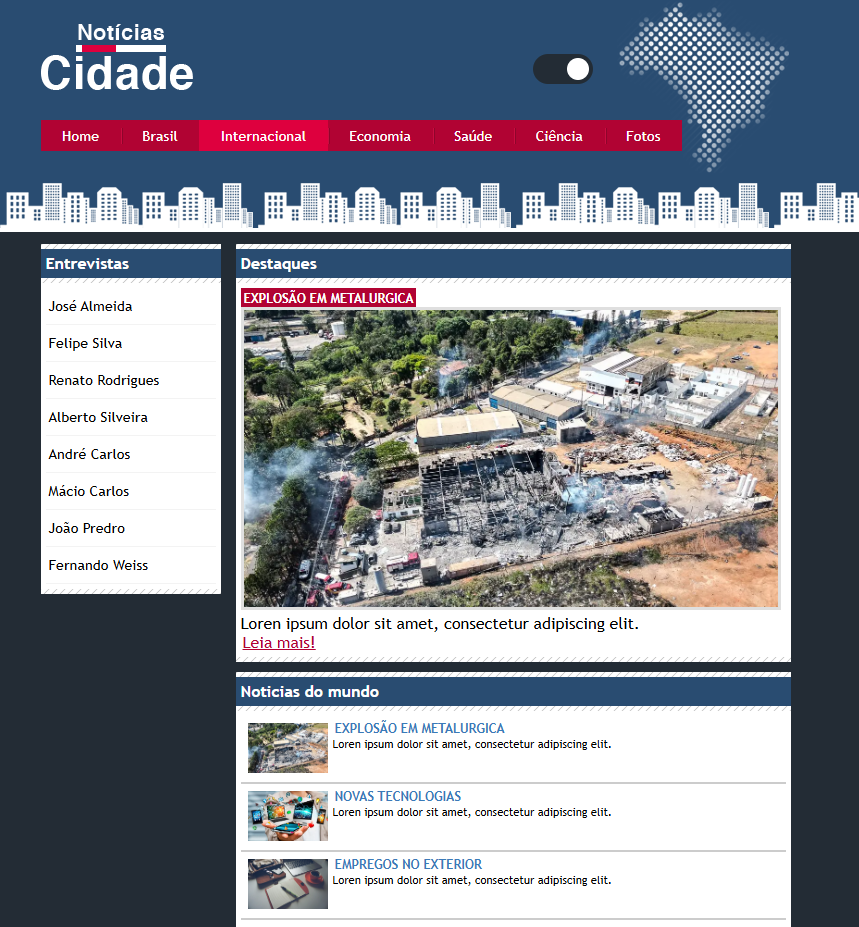 Notícias
Cidade
Home Brasil Internacional Economia Saúde Ciência Fotos
Entrevistas
José Almeida
Felipe Silva
Renato Rodrigues
Alberto Silveira
André Carlos
Mácio Carlos
João Predro
Fernando Weiss
Destaques
EXPLOSÃO EM METALURGICA
Loren ipsum dolor sit amet, consectetur adipiscing elit.
Leia mais!
Noticias do mundo
EXPLOSÃO EM METALURGICA
Lorem ipsum dolor sit amet, consectetur adipiscing elit.
NOVAS TECNOLOGIAS
Lorem ipsum dolor sit amet, consectetur adipiscing elit.
EMPREGOS NO EXTERIOR
Lorem ipsum dolor sit amet, consectetur adipiscing elit.